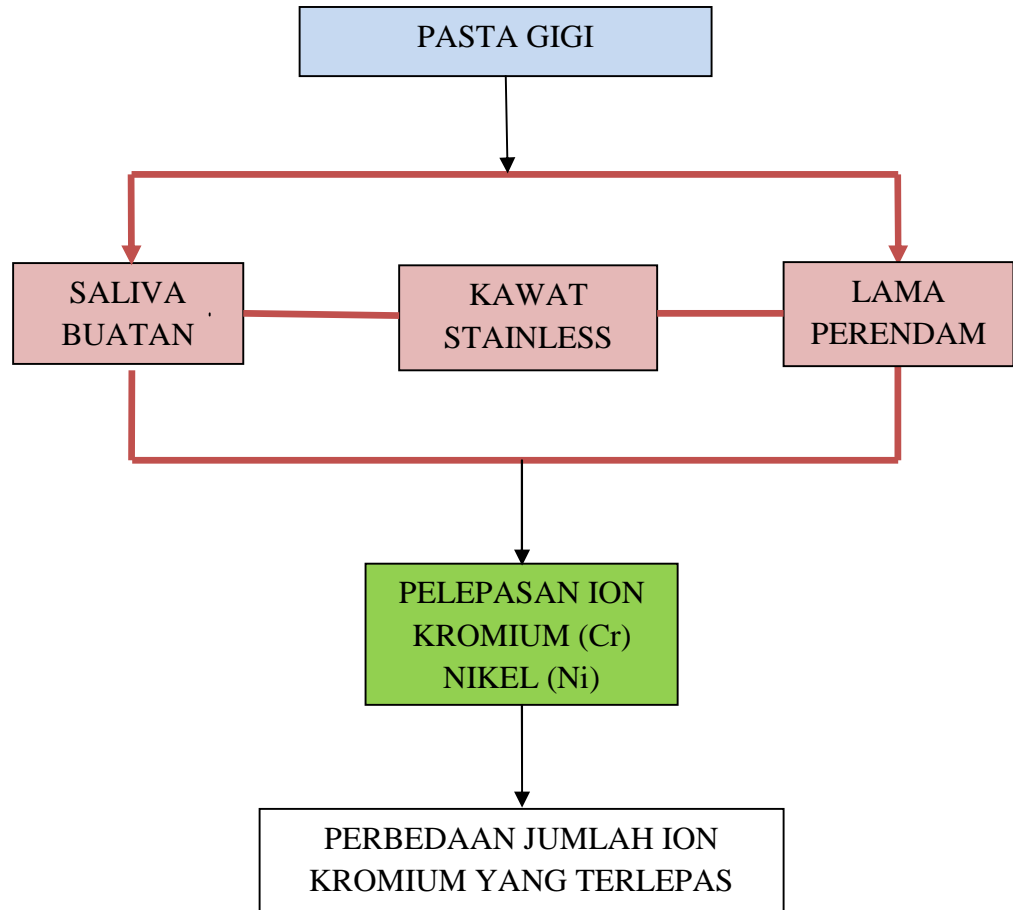 PASTA GIGI
SALIVA
BUATAN
KAWAT
STAINLESS
LAMA
PERENDAM
PELEPASAN ION
KROMIUM (Cr)
NIKEL (Ni)
PERBEDAAN JUMLAH ION
KROMIUM YANG TERLEPAS